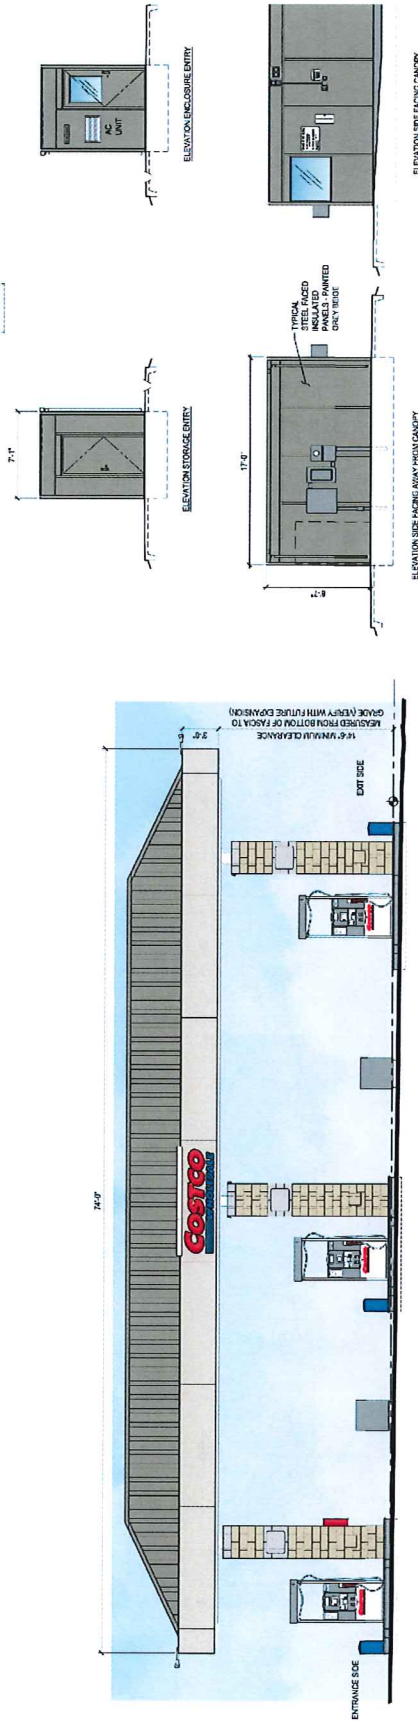 7'-1"
AC
UNIT
ELEVATION STORAGE ENTRY
ELEVATION ENCLOSURE ENTRY
17'-0"
8'-7"
TYPICAL
STEEL FACED
INSULATED
PANELS - PAINTED
GREY BEIGE
ELEVATION SIDE FACING AWAY FROM CANOPY
ELEVATION SIDE FACING CANOPY
74'-0"
3'-0"
14'6" MINIMUM CLEARANCE
MEASURED FROM BOTTOM OF FASCIA TO
GRADE (VERIFY WITH FUTURE EXPANSION)
COSTCO
WHOLESALE
ENTRANCE SIDE
EXIT SIDE